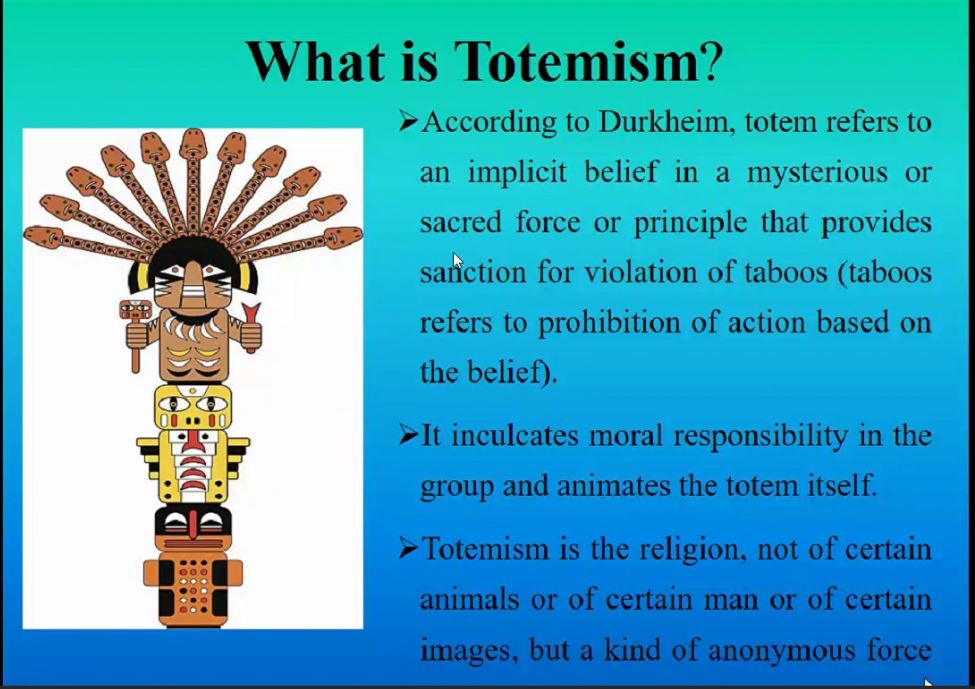 What is Totemism?
➢According to Durkheim, totem refers to
an implicit belief in a mysterious or
sacred force or principle that provides
sanction for violation of taboos (taboos
refers to prohibition of action based on
the belief).
➢It inculcates moral responsibility in the
group and animates the totem itself.
➢Totemism is the religion, not of certain
animals or of certain man or of certain
images, but a kind of anonymous force